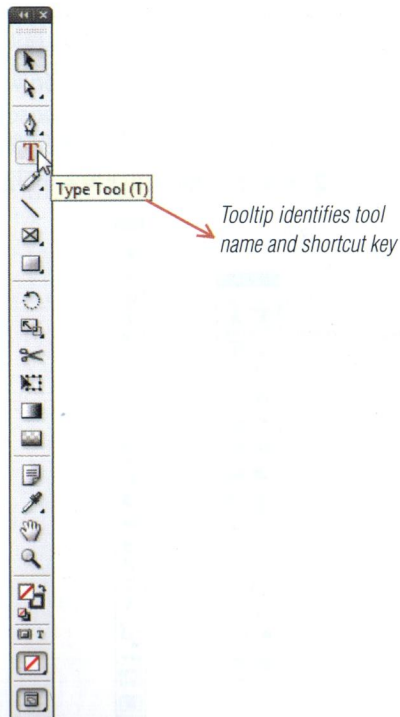 T
Type Tool (T)
Tooltip identifies tool
name and shortcut key
T